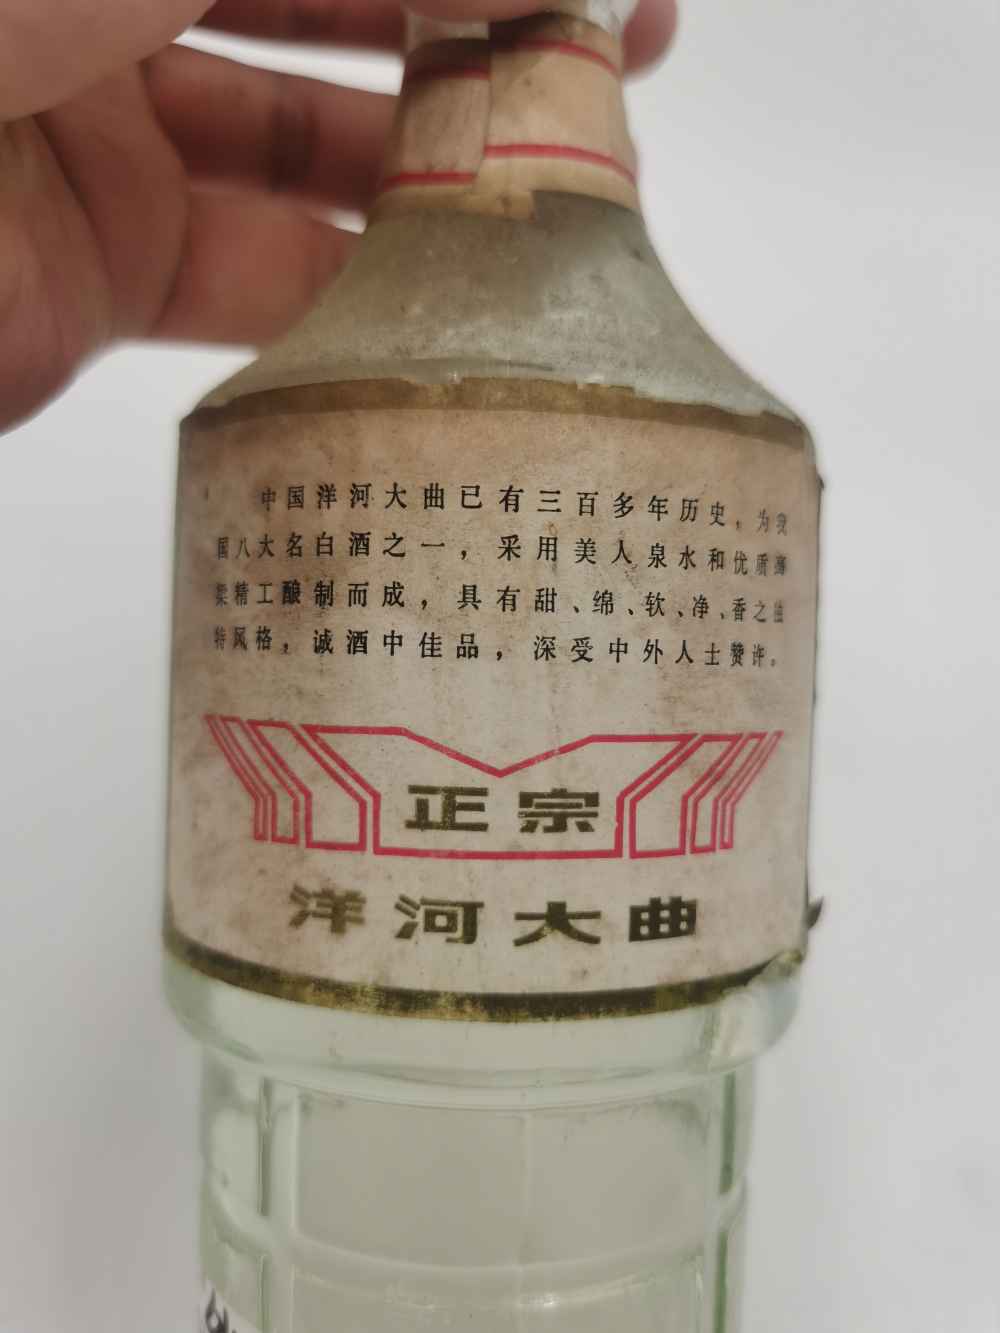 中国洋河大曲已有三百多年历史，为我
国八大名白酒之一，采用美人泉水和优质高
粱精工酿制而成，具有甜、绵、软、净、香之佳
特风格，诚酒中佳品，深受中外人士赞许。
正宗
洋河大曲